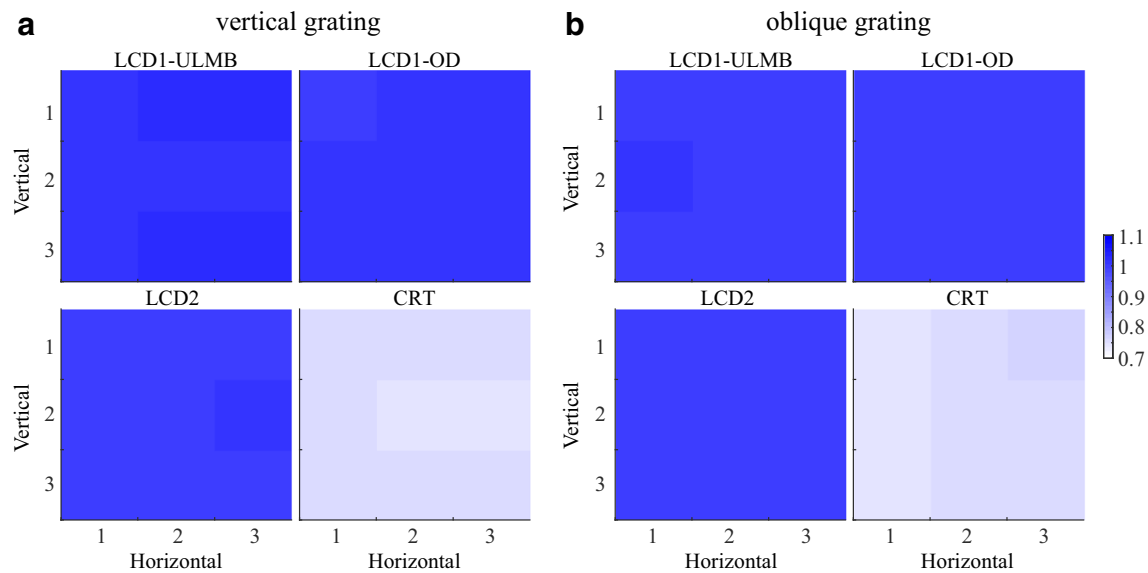 a vertical grating
LCD1-ULMB LCD1-OD
Vertical
1
2
3
LCD2 CRT
Vertical
1
2
3
1 2 3 1 2 3
Horizontal Horizontal
b oblique grating
LCD1-ULMB LCD1-OD
Vertical
1
2
3
LCD2 CRT
Vertical
1
2
3
1 2 3 1 2 3
Horizontal Horizontal
1.1
1
0.9
0.8
0.7